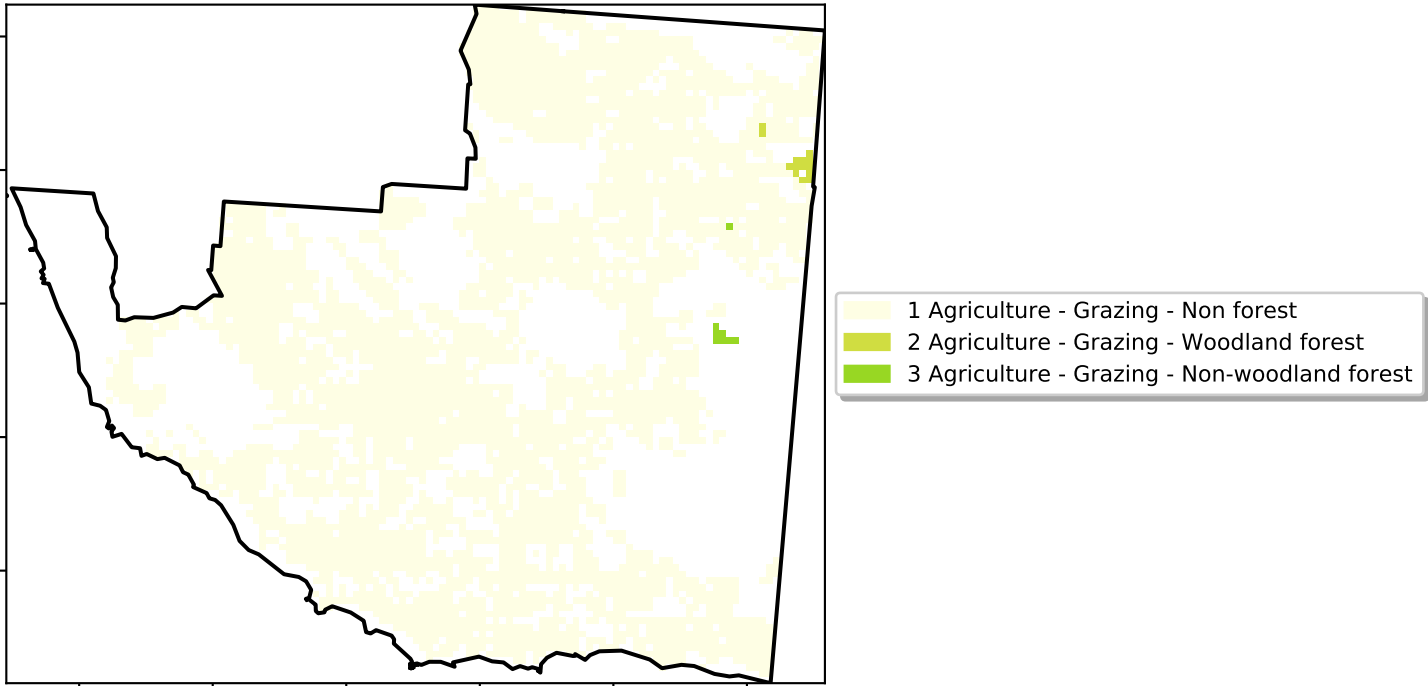 1 Agriculture - Grazing - Non forest
2 Agriculture - Grazing - Woodland forest
3 Agriculture - Grazing - Non-woodland forest